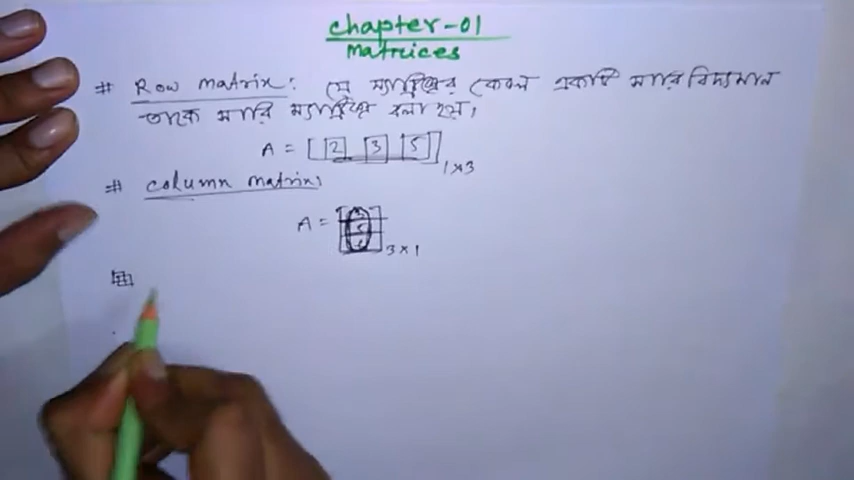 chapter-01
Matrices
# Row matrix: যে ম্যাট্রিক্সের কেবল একটি সারি বিদ্যমান
তাকে সারি ম্যাট্রিক্স বলা হয়,
A = [ 2 3 5 ] 1×3
# column matrix:
A = 3×1